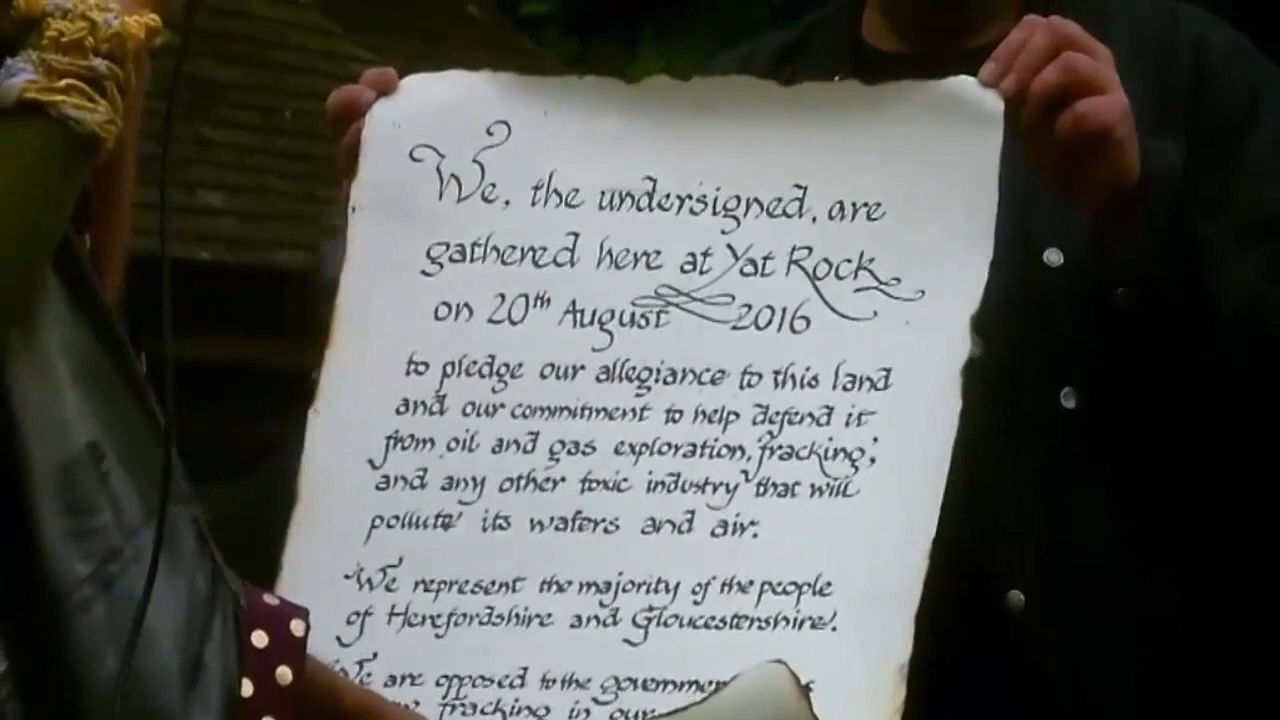 We, the undersigned, are
gathered here at Yat Rock
on 20th August 2016
to pledge our allegiance to this land
and our commitment to help defend it
from oil and gas exploration, fracking,
and any other toxic industry that will
pollute its waters and air.
We represent the majority of the people
of Herefordshire and Gloucestershire.
We are opposed to the
fracking in our